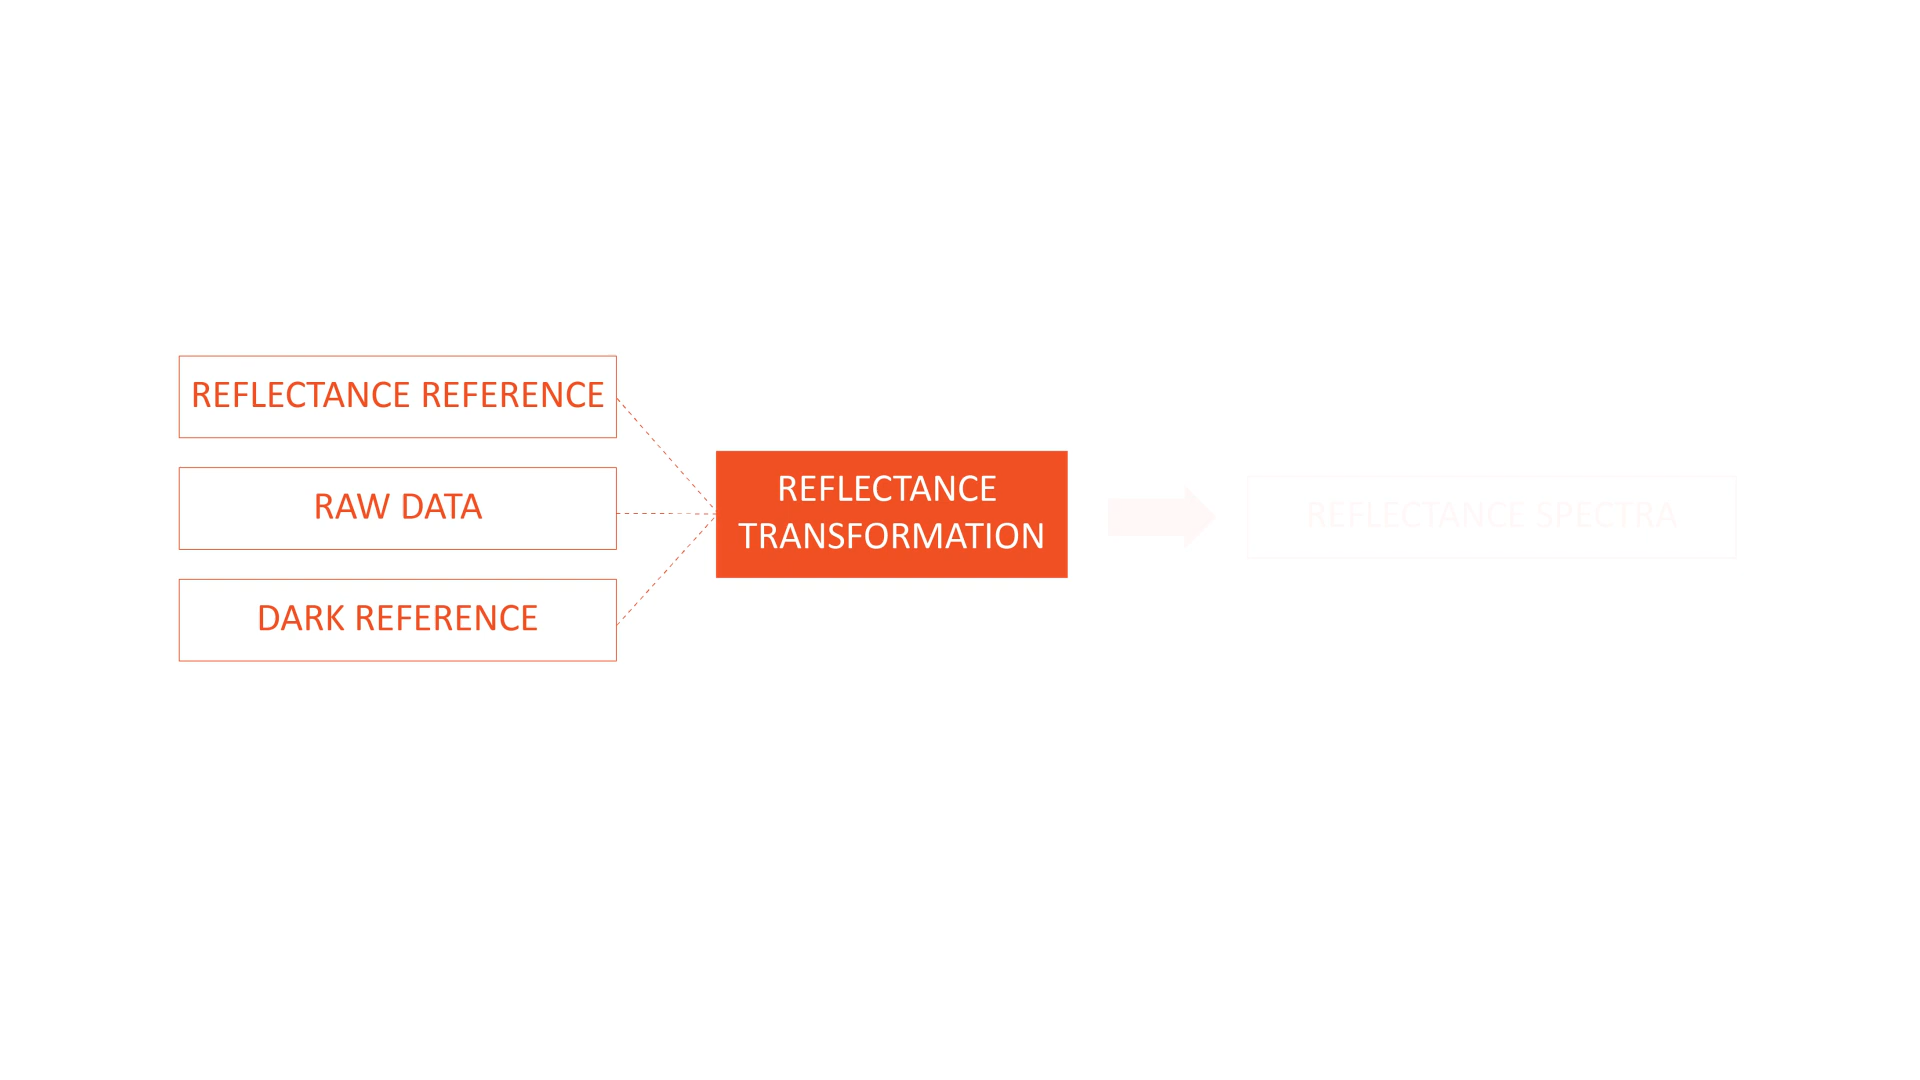 REFLECTANCE REFERENCE
RAW DATA
DARK REFERENCE
REFLECTANCE
TRANSFORMATION
REFLECTANCE SPECTRA